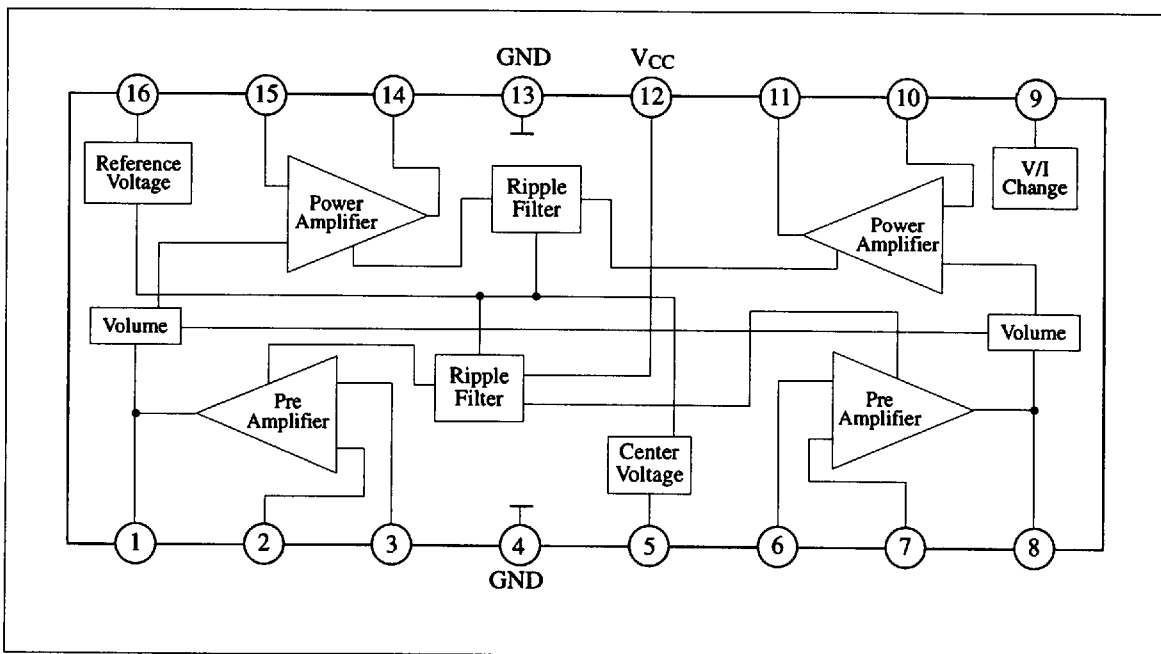 GND
VCC
16
15
14
13
12
11
10
9
Reference
Voltage
Power
Amplifier
Ripple
Filter
Power
Amplifier
V/I
Change
Volume
Volume
Pre
Amplifier
Ripple
Filter
Pre
Amplifier
Center
Voltage
1
2
3
4
5
6
7
8
GND